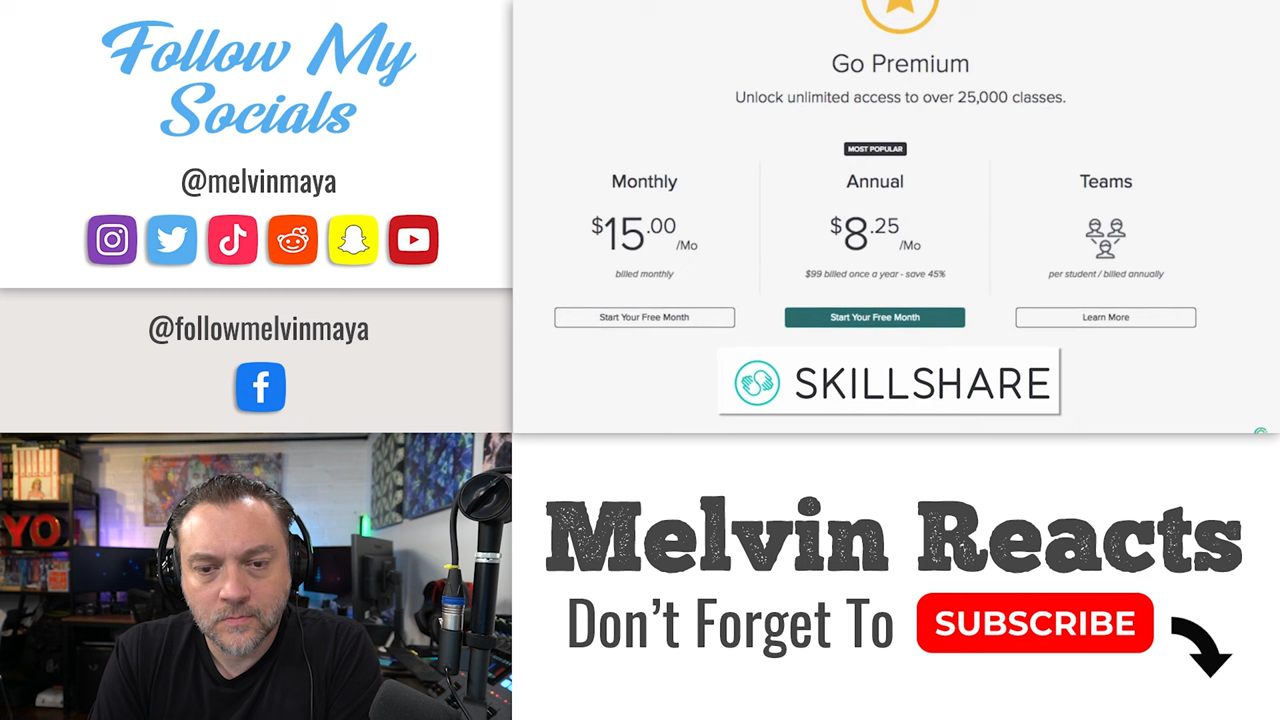 Follow My
Socials
@melvinmaya
@followmelvinmaya
Go Premium
Unlock unlimited access to over 25,000 classes.
MOST POPULAR
Monthly
$15.00
/Mo
billed monthly
Start Your Free Month
Annual
$8.25
/Mo
$99 billed once a year - save 45%
Start Your Free Month
Teams
per student / billed annually
Learn More
SKILLSHARE
YO
Melvin Reacts
Don't Forget To SUBSCRIBE